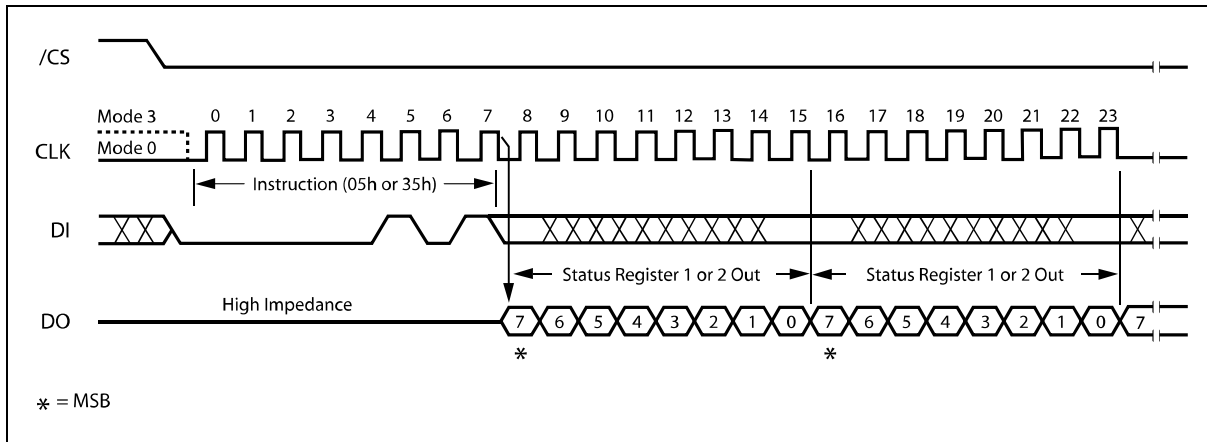 /CS
Mode 3 0 1 2 3 4 5 6 7 8 9 10 11 12 13 14 15 16 17 18 19 20 21 22 23
CLK
Mode 0
Instruction (05h or 35h)
DI
Status Register 1 or 2 Out Status Register 1 or 2 Out
High Impedance
DO 7 6 5 4 3 2 1 0 7 6 5 4 3 2 1 0 7
* *
* = MSB